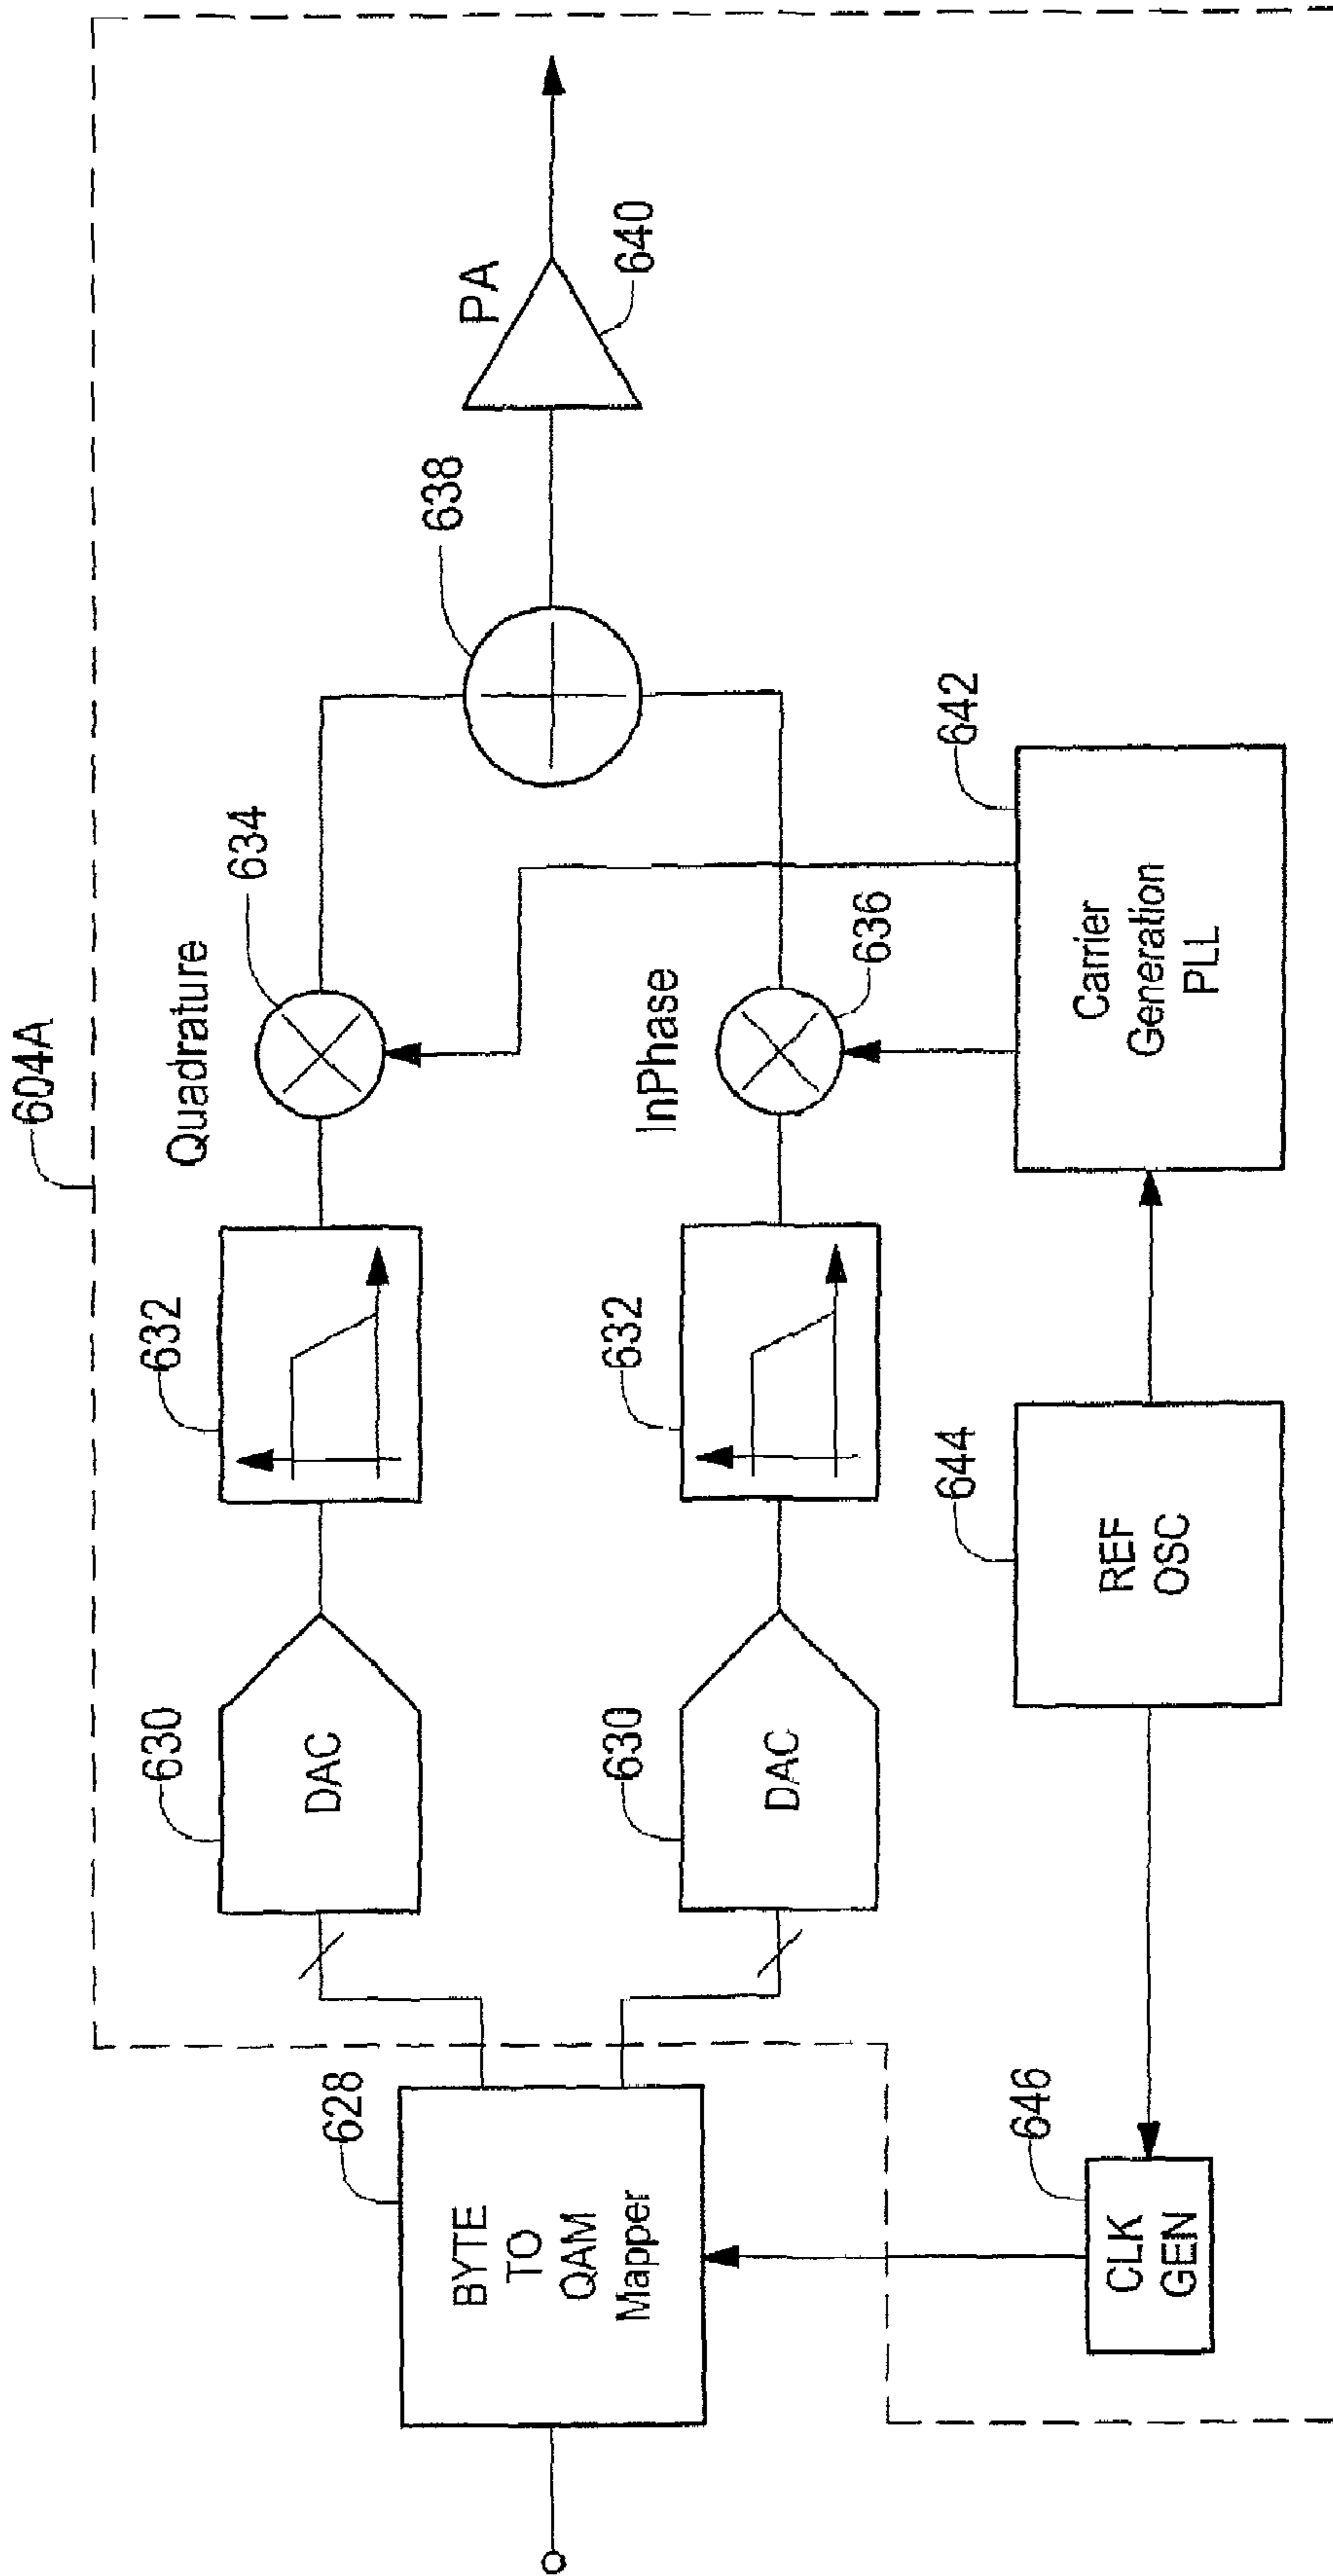 604A
Quadrature
634
632
630
638
PA
640
628
BYTE
TO
QAM
Mapper
DAC
InPhase
636
632
630
DAC
642
Carrier
Generation
PLL
644
REF
OSC
646
CLK
GEN